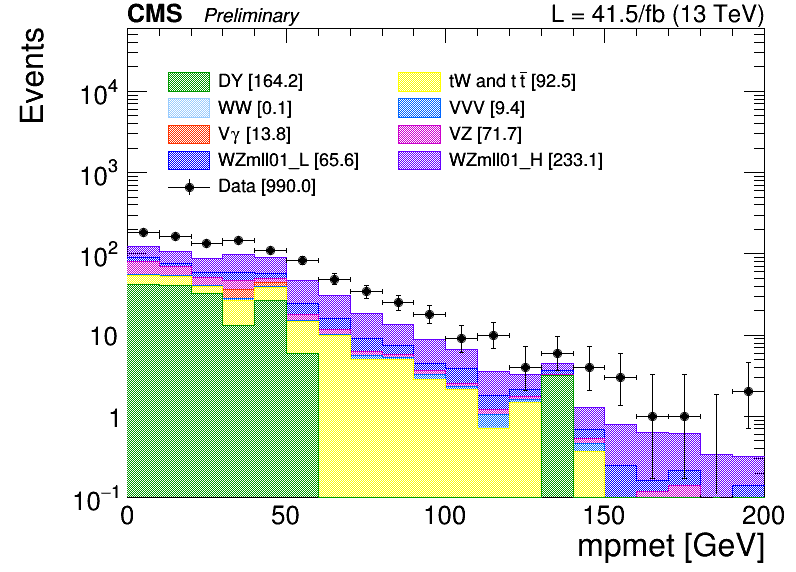 CMS Preliminary L = 41.5/fb (13 TeV)
Events
DY [164.2] tW and tt̅ [92.5]
WW [0.1] VVV [9.4]
Vγ [13.8] VZ [71.7]
WZmll01_L [65.6] WZmll01_H [233.1]
Data [990.0]
10⁴
10³
10²
10
1
10⁻¹
0 50 100 150 200
mpmet [GeV]